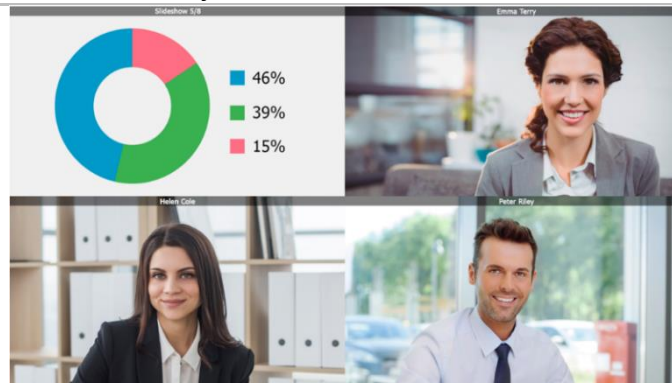 Slideshow 5/8
Emma Terry
46%
39%
15%
Helen Cole
Peter Riley